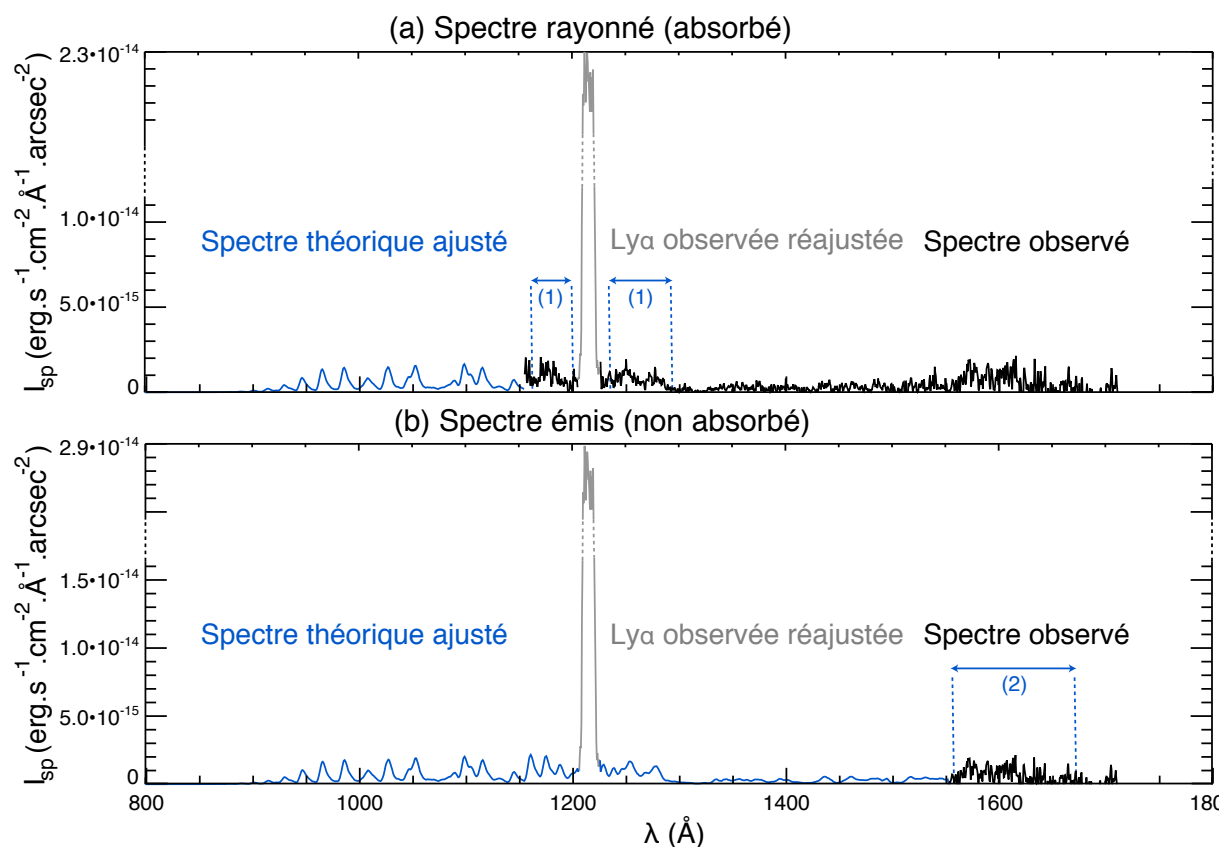 (a) Spectre rayonné (absorbé)
I_sp (erg.s⁻¹.cm⁻².Å⁻¹.arcsec⁻²)
2.3•10⁻¹⁴
1.0•10⁻¹⁴
5.0•10⁻¹⁵
0
Spectre théorique ajusté
Lyα observée réajustée
Spectre observé
(1)
(1)
(b) Spectre émis (non absorbé)
I_sp (erg.s⁻¹.cm⁻².Å⁻¹.arcsec⁻²)
2.9•10⁻¹⁴
1.5•10⁻¹⁴
1.0•10⁻¹⁴
5.0•10⁻¹⁵
0
Spectre théorique ajusté
Lyα observée réajustée
Spectre observé
(2)
800 1000 1200 1400 1600 180
λ (Å)